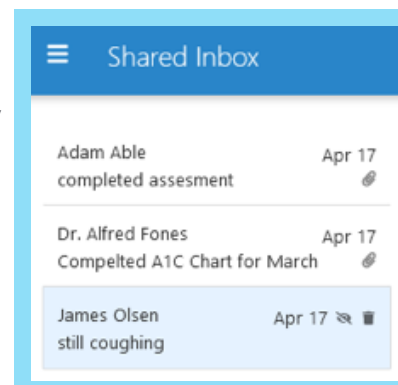 Shared Inbox
Adam Able Apr 17
completed assesment
Dr. Alfred Fones Apr 17
Compelted A1C Chart for March
James Olsen Apr 17
still coughing